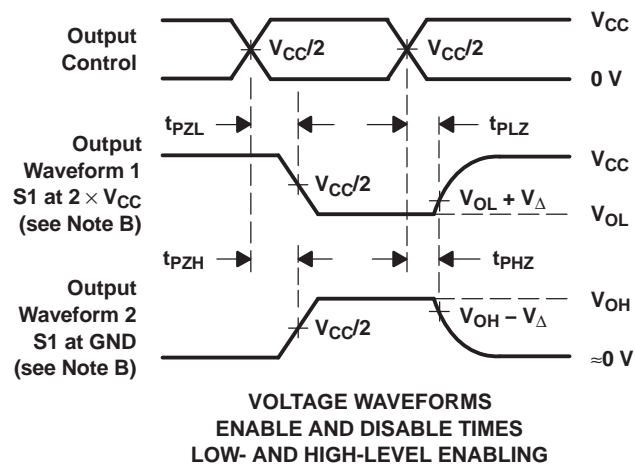 Output
Control
V_CC/2
V_CC/2
V_CC
0 V
t_PZL
t_PLZ
Output
Waveform 1
S1 at 2 × V_CC
(see Note B)
V_CC/2
V_CC
V_OL + V_Δ
V_OL
t_PZH
t_PHZ
Output
Waveform 2
S1 at GND
(see Note B)
V_CC/2
V_OH
V_OH − V_Δ
≈0 V
VOLTAGE WAVEFORMS
ENABLE AND DISABLE TIMES
LOW- AND HIGH-LEVEL ENABLING